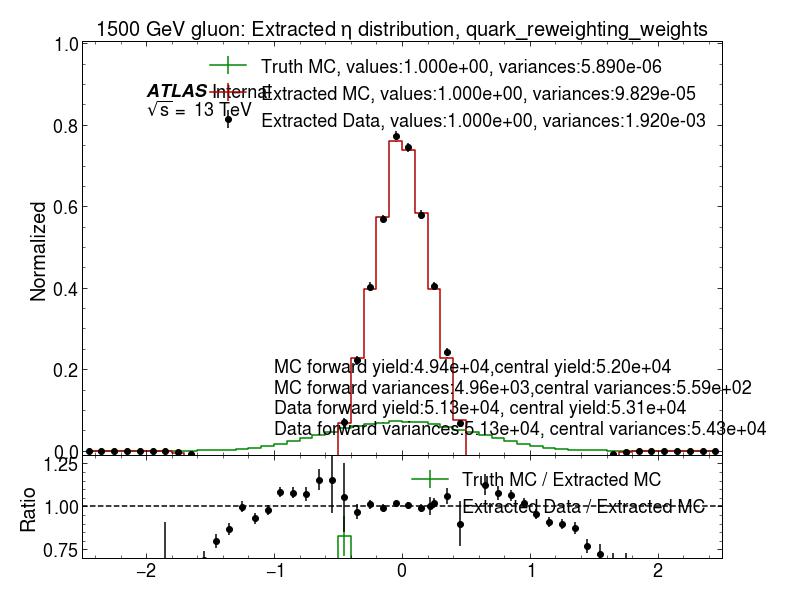 1500 GeV gluon: Extracted η distribution, quark_reweighting_weights
Truth MC, values:1.000e+00, variances:5.890e-06
ATLAS Internal
Extracted MC, values:1.000e+00, variances:9.829e-05
√s = 13 TeV
Extracted Data, values:1.000e+00, variances:1.920e-03
1.0
0.8
0.6
0.4
0.2
0.0
Normalized
MC forward yield:4.94e+04,central yield:5.20e+04
MC forward variances:4.96e+03,central variances:5.59e+02
Data forward yield:5.13e+04, central yield:5.31e+04
Data forward variances:5.13e+04, central variances:5.43e+04
1.25
1.00
0.75
Ratio
Truth MC / Extracted MC
Extracted Data / Extracted MC
−2 −1 0 1 2